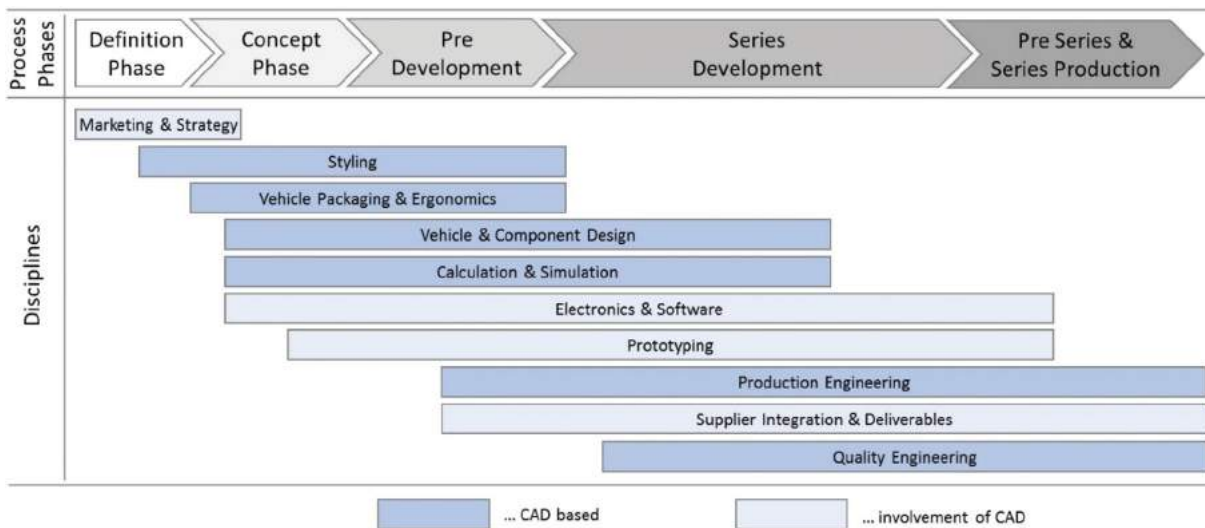 Process
Phases
Definition
Phase
Concept
Phase
Pre
Development
Series
Development
Pre Series &
Series Production
Disciplines
Marketing & Strategy
Styling
Vehicle Packaging & Ergonomics
Vehicle & Component Design
Calculation & Simulation
Electronics & Software
Prototyping
Production Engineering
Supplier Integration & Deliverables
Quality Engineering
... CAD based
... involvement of CAD